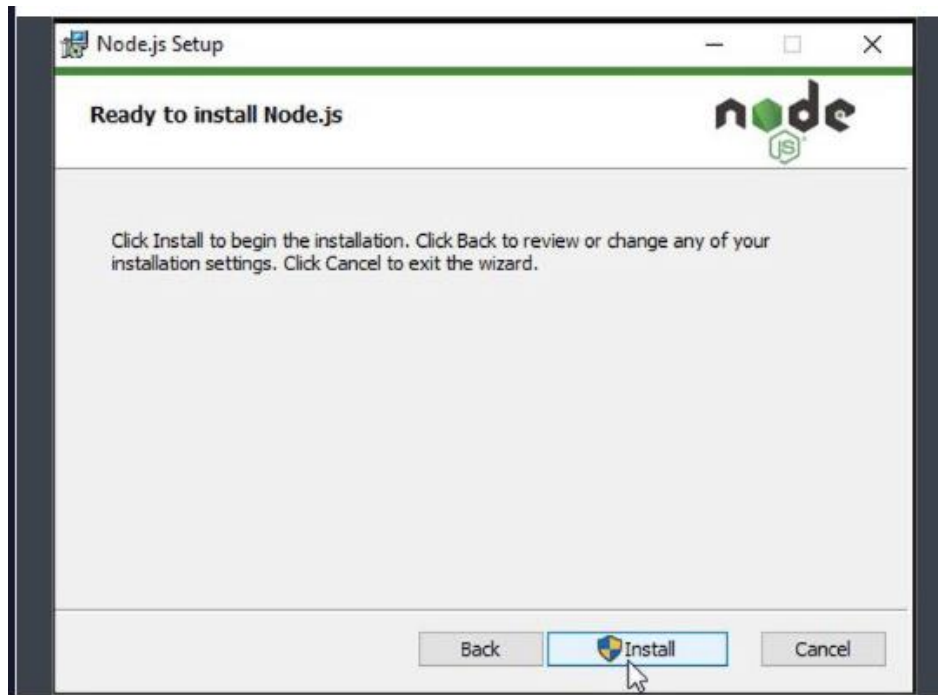 Node.js Setup
Ready to install Node.js
node
JS
Click Install to begin the installation. Click Back to review or change any of your
installation settings. Click Cancel to exit the wizard.
Back
Install
Cancel